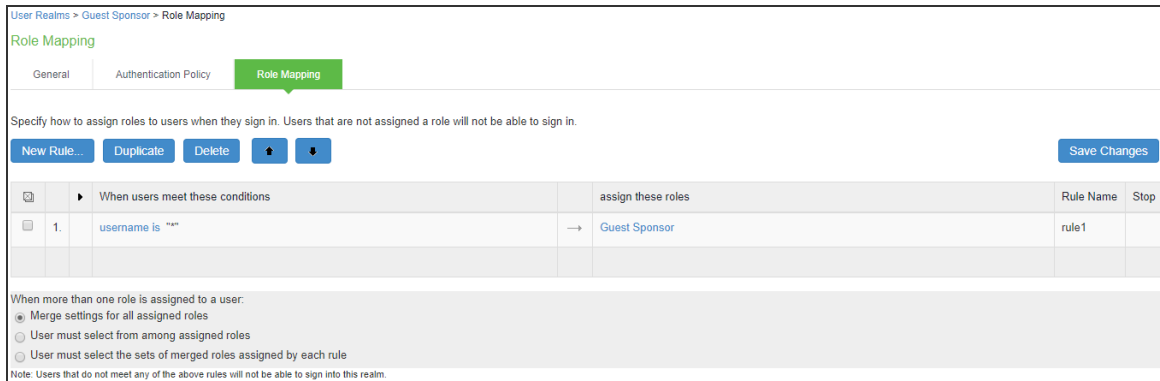 User Realms > Guest Sponsor > Role Mapping
Role Mapping
General Authentication Policy Role Mapping
Specify how to assign roles to users when they sign in. Users that are not assigned a role will not be able to sign in.
New Rule... Duplicate Delete Save Changes
When users meet these conditions assign these roles Rule Name Stop
1. username is "*" → Guest Sponsor rule1
When more than one role is assigned to a user:
Merge settings for all assigned roles
User must select from among assigned roles
User must select the sets of merged roles assigned by each rule
Note: Users that do not meet any of the above rules will not be able to sign into this realm.